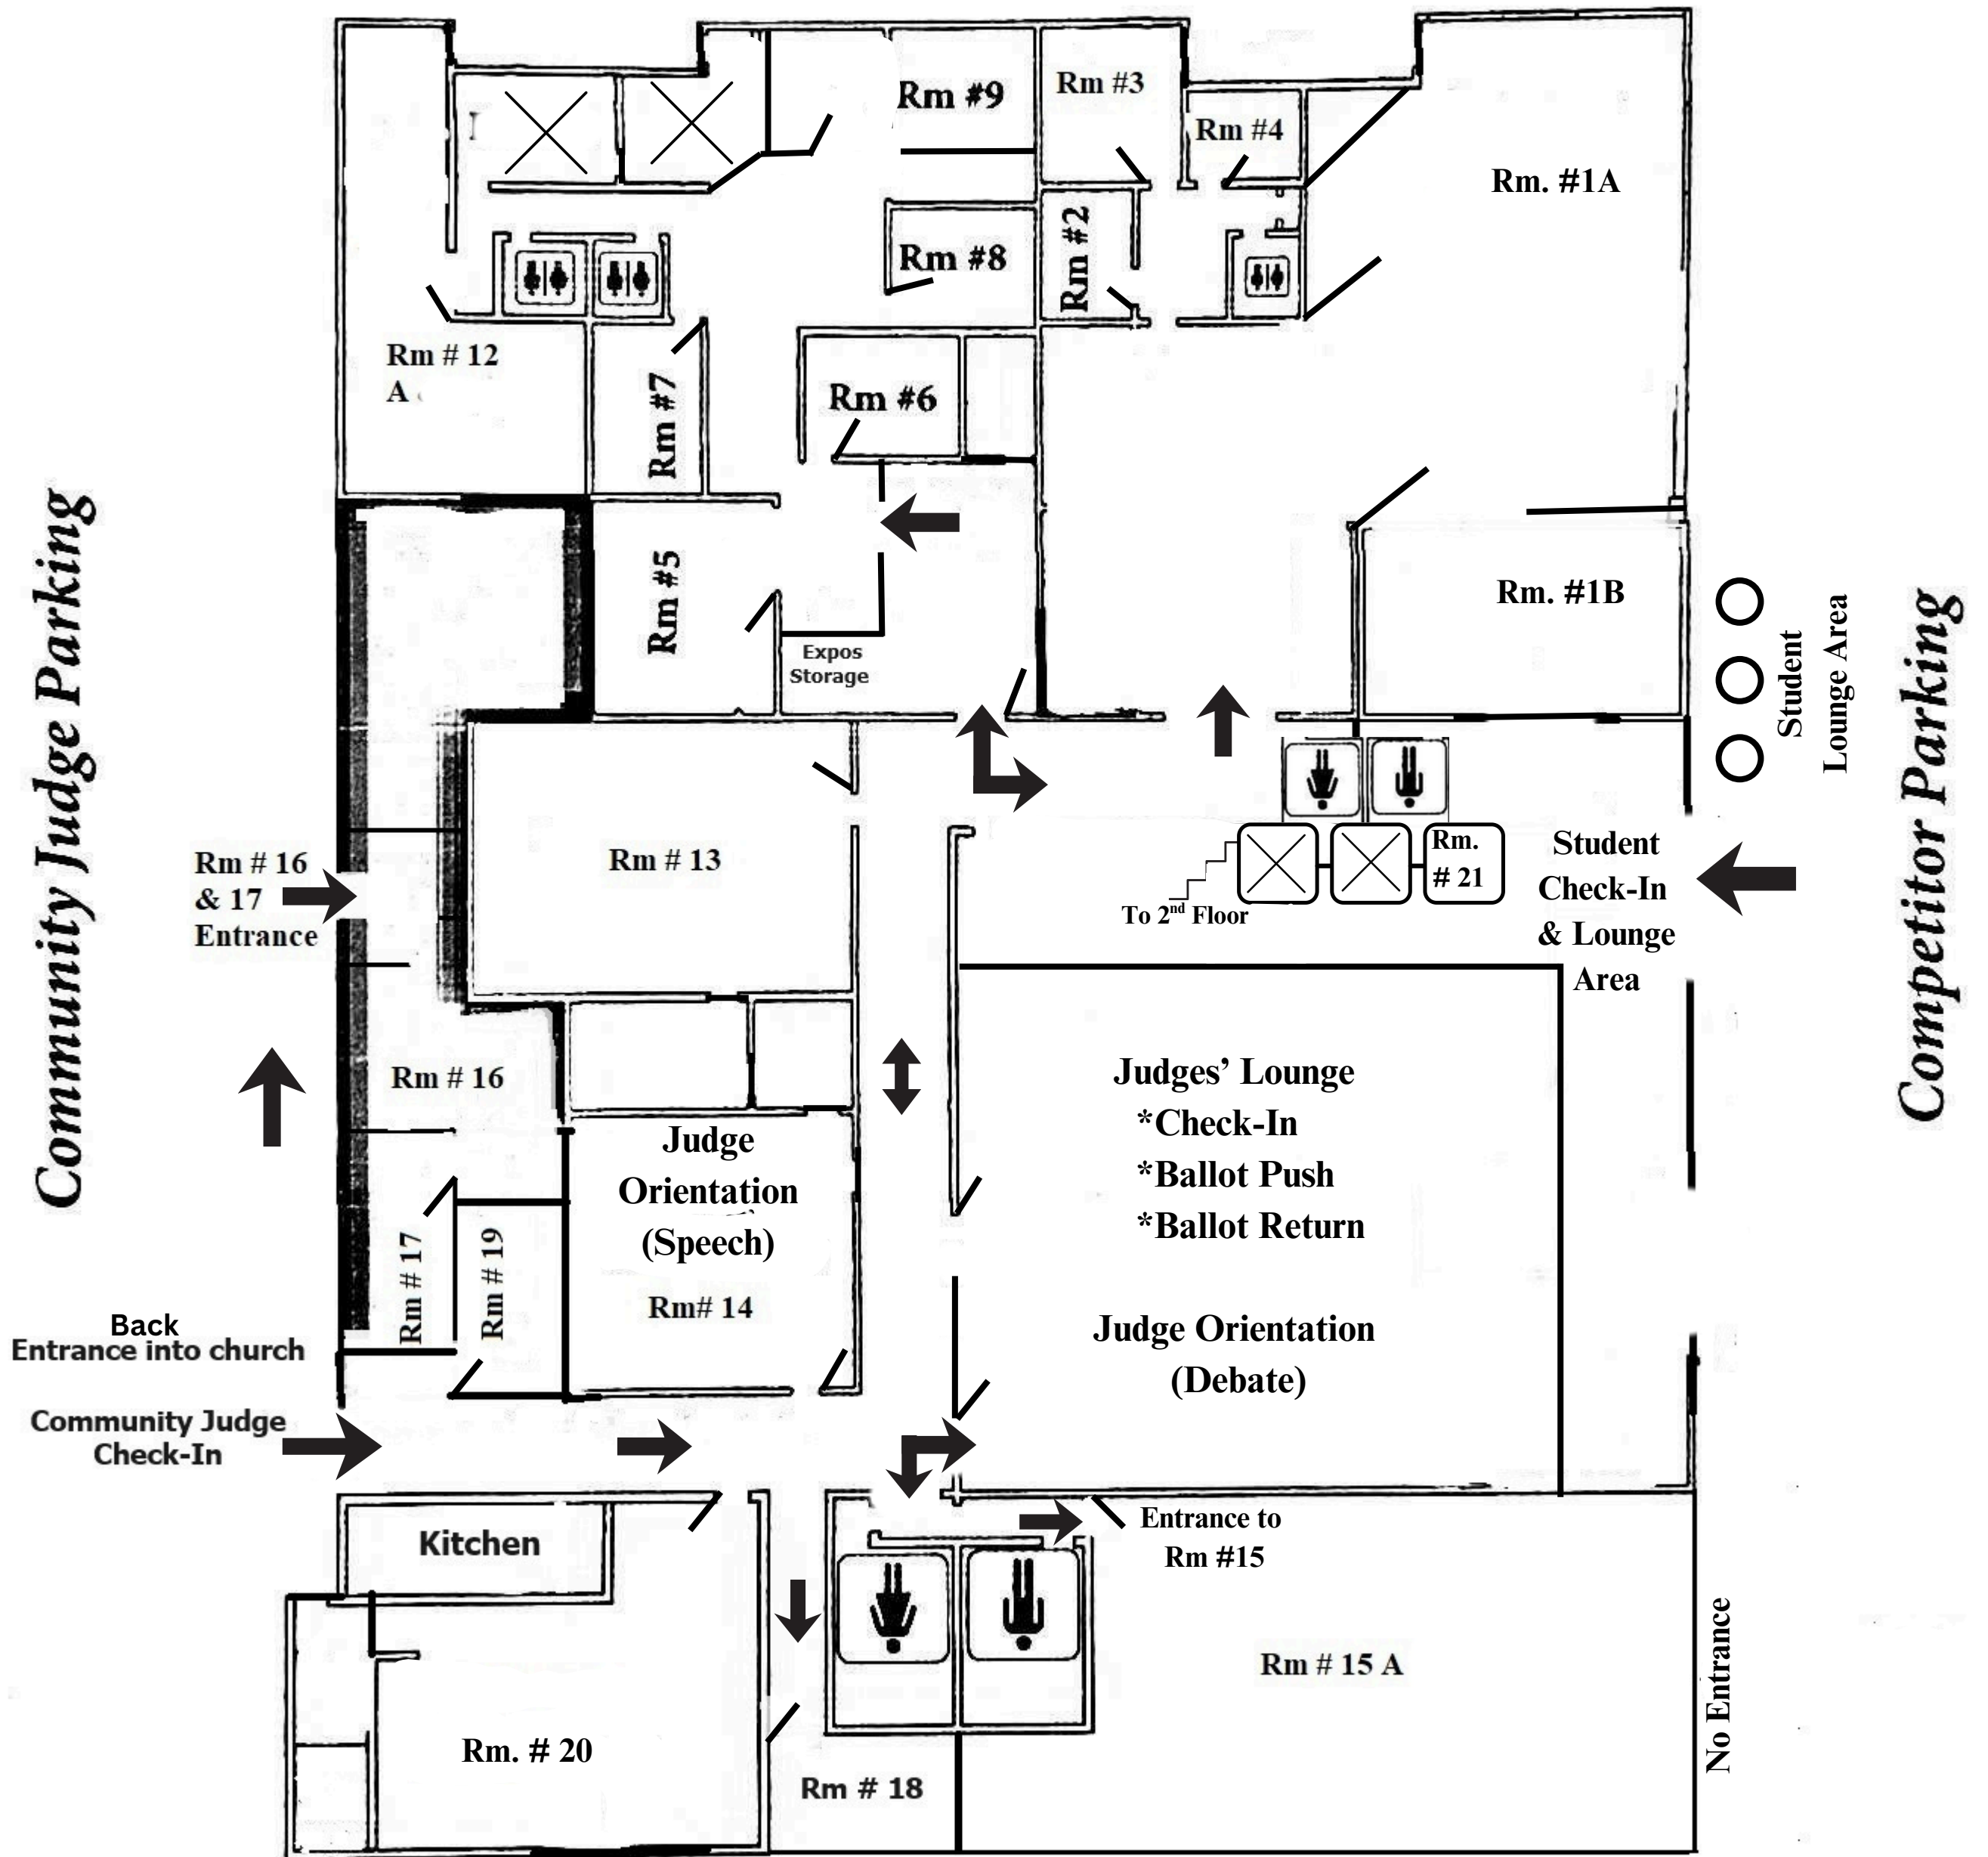 Rm #9
Rm #3
Rm #4
Rm. #1A
Rm #8
Rm #2
Rm # 12
A
Rm #7
Rm #6
Rm #5
Rm. #1B
Expos
Storage
Student
Lounge Area
Community Judge Parking
Competitor Parking
Rm # 16
& 17
Entrance
Rm # 13
Rm.
# 21
To 2nd Floor
Student
Check-In
& Lounge
Area
Rm # 16
Judge
Orientation
(Speech)
Rm# 14
Judges’ Lounge
*Check-In
*Ballot Push
*Ballot Return
Judge Orientation
(Debate)
Rm # 17
Rm # 19
Back
Entrance into church
Community Judge
Check-In
Kitchen
Entrance to
Rm #15
Rm # 15 A
No Entrance
Rm. # 20
Rm # 18